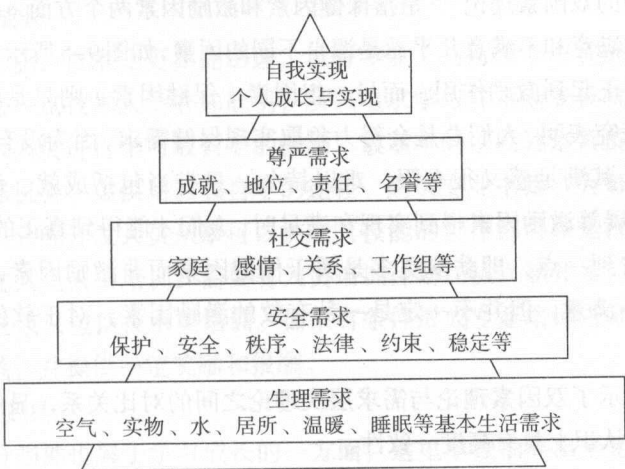 自我实现
个人成长与实现
尊严需求
成就、地位、责任、名誉等
社交需求
家庭、感情、关系、工作组等
安全需求
保护、安全、秩序、法律、约束、稳定等
生理需求
空气、实物、水、居所、温暖、睡眠等基本生活需求